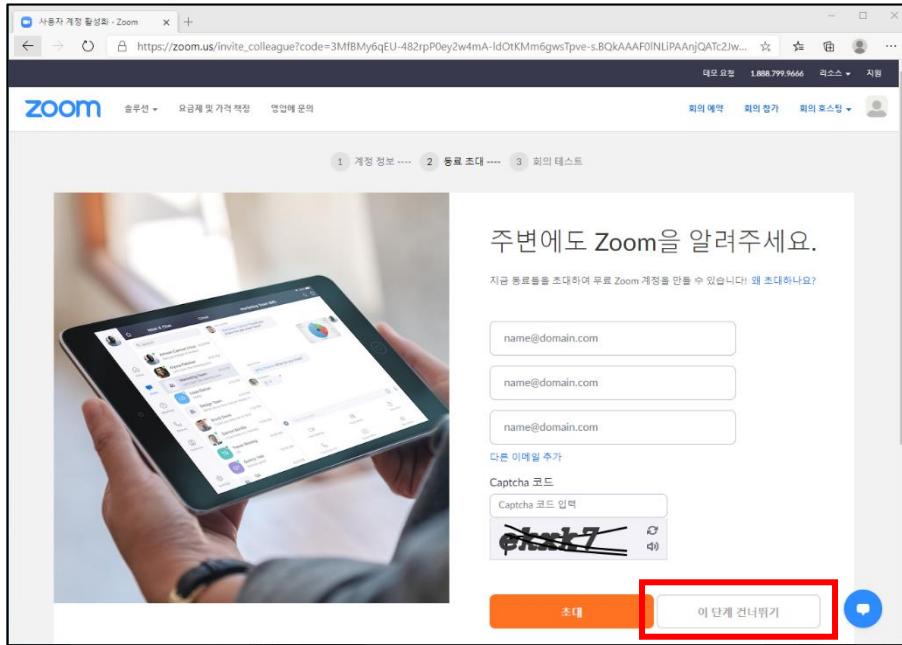 사용자 계정 활성화 - Zoom
https://zoom.us/invite_colleague?code=3MfBMy6qEU-482rpP0ey2w4mA-ldOtKMm6gwsTpve-s.BQkAAAF0lNLiPAAnjQATc2Jw...
데모 요청 1.888.799.9666 리소스 지원
zoom 솔루션 요금제 및 가격 책정 영업에 문의 회의 예약 회의 참가 회의 호스팅
1 계정 정보 ---- 2 동료 초대 ---- 3 회의 테스트
주변에도 Zoom을 알려주세요.
지금 동료들을 초대하여 무료 Zoom 계정을 만들 수 있습니다! 왜 초대하나요?
name@domain.com
name@domain.com
name@domain.com
다른 이메일 추가
Captcha 코드
Captcha 코드 입력
ekxk7
초대 이 단계 건너뛰기
Meet & Chat
Search
Marketing Team
Design Team